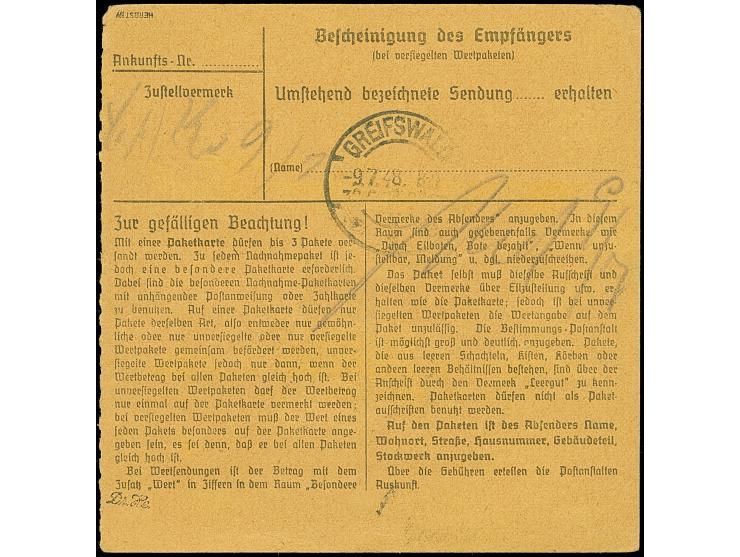 HERBST BPP
Bescheinigung des Empfängers
(bei versiegelten Wertpaketen)
Ankunfts-Nr. ............
Zustellvermerk
Umstehend bezeichnete Sendung ...... erhalten
GREIFSWALD
(Name)
-9.7.48.
Zur gefälligen Beachtung!
Mit einer Paketkarte dürfen bis 3 Pakete ver-
sandt werden. Zu jedem Nachnahmepaket ist je-
doch eine besondere Paketkarte erforderlich.
Dabei sind die besonderen Nachnahme-Paketkarten
mit anhängender Postanweisung oder Zahlkarte
zu benutzen. Auf einer Paketkarte dürfen nur
Pakete derselben Art, also entweder nur gewöhn-
liche oder nur unversiegelte oder nur versiegelte
Wertpakete gemeinsam befördert werden, unver-
siegelte Wertpakete jedoch nur dann, wenn der
Wertbetrag bei allen Paketen gleich hoch ist. Bei
unversiegelten Wertpaketen darf der Wertbetrag
nur einmal auf der Paketkarte vermerkt werden;
bei versiegelten Wertpaketen muß der Wert eines
jeden Pakets besonders auf der Paketkarte ange-
geben sein, es sei denn, daß er bei allen Paketen
gleich hoch ist.
Bei Wertsendungen ist der Betrag mit dem
Zusatz „Wert" in Ziffern in dem Raum „Besondere
Vermerke des Absenders" anzugeben. In diesem
Raum sind auch gegebenenfalls Vermerke wie
„Durch Eilboten, Bote bezahlt", „Wenn unzu-
stellbar, Meldung" u. dgl. niederzuschreiben.
Das Paket selbst muß dieselbe Aufschrift und
dieselben Vermerke über Eilzustellung usw. er-
halten wie die Paketkarte; jedoch ist bei unver-
siegelten Wertpaketen die Wertangabe auf dem
Paket unzulässig. Die Bestimmungs-Postanstalt
ist möglichst groß und deutlich anzugeben. Pakete,
die aus leeren Schachteln, Kisten, Körben oder
anderen leeren Behältnissen bestehen, sind über der
Anschrift durch den Vermerk „Leergut" zu kenn-
zeichnen. Paketkarten dürfen nicht als Paket-
aufschriften benutzt werden.
Auf den Paketen ist des Absenders Name,
Wohnort, Straße, Hausnummer, Gebäudeteil,
Stockwerk anzugeben.
Über die Gebühren erteilen die Postanstalten
Auskunft.